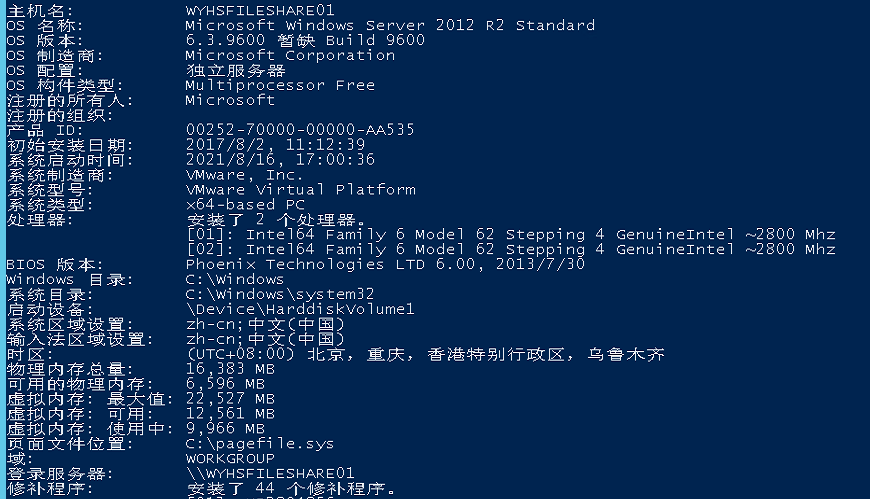 主机名: WYHSFILESHARE01
OS 名称: Microsoft Windows Server 2012 R2 Standard
OS 版本: 6.3.9600 暂缺 Build 9600
OS 制造商: Microsoft Corporation
OS 配置: 独立服务器
OS 构件类型: Multiprocessor Free
注册的所有人: Microsoft
注册的组织:
产品 ID: 00252-70000-00000-AA535
初始安装日期: 2017/8/2, 11:12:39
系统启动时间: 2021/8/16, 17:00:36
系统制造商: VMware, Inc.
系统型号: VMware Virtual Platform
系统类型: x64-based PC
处理器: 安装了 2 个处理器。
[01]: Intel64 Family 6 Model 62 Stepping 4 GenuineIntel ~2800 Mhz
[02]: Intel64 Family 6 Model 62 Stepping 4 GenuineIntel ~2800 Mhz
BIOS 版本: Phoenix Technologies LTD 6.00, 2013/7/30
Windows 目录: C:\Windows
系统目录: C:\Windows\system32
启动设备: \Device\HarddiskVolume1
系统区域设置: zh-cn;中文(中国)
输入法区域设置: zh-cn;中文(中国)
时区: (UTC+08:00) 北京，重庆，香港特别行政区，乌鲁木齐
物理内存总量: 16,383 MB
可用的物理内存: 6,596 MB
虚拟内存: 最大值: 22,527 MB
虚拟内存: 可用: 12,561 MB
虚拟内存: 使用中: 9,966 MB
页面文件位置: C:\pagefile.sys
域: WORKGROUP
登录服务器: \\WYHSFILESHARE01
修补程序: 安装了 44 个修补程序。